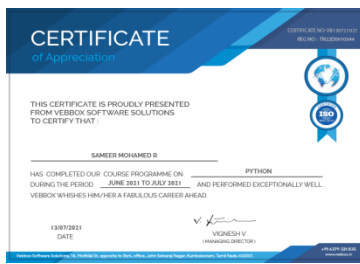 CERTIFICATE
of Appreciation
THIS CERTIFICATE IS PROUDLY PRESENTED
FROM VEBBOX SOFTWARE SOLUTIONS
TO CERTIFY THAT :
ISO
SAMEER MOHAMED R
HAS COMPLETED OUR COURSE PROGRAMME ON PYTHON
DURING THE PERIOD JUNE 2021 TO JULY 2021 AND PERFORMED EXCEPTIONALLY WELL.
VEBBOX WHISHES HIM/HER A FABULOUS CAREER AHEAD.
13/07/2021
DATE
VIGNESH V
( MANAGING DIRECTOR )